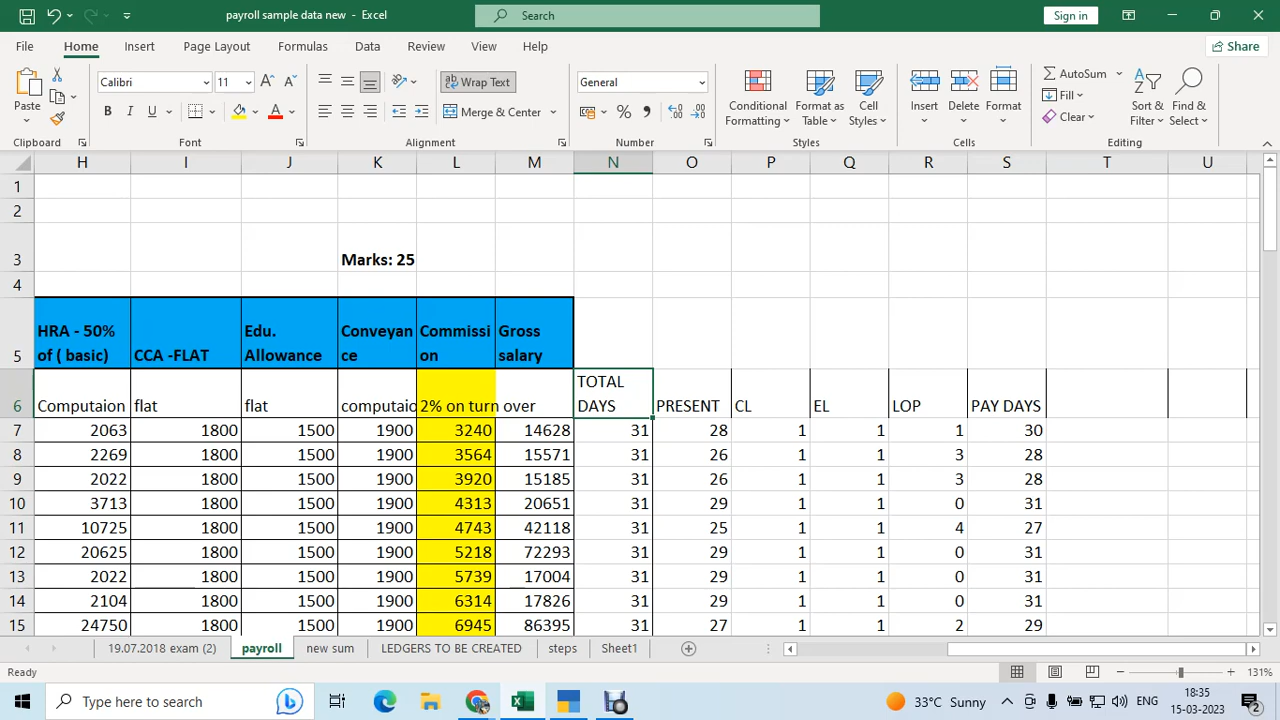 payroll sample data new - Excel
Search
Sign in
File Home Insert Page Layout Formulas Data Review View Help
Share
Paste
Calibri 11
B I U
ab Wrap Text
Merge & Center
General
% ,
Conditional Formatting
Format as Table
Cell Styles
Insert Delete Format
AutoSum
Fill
Clear
Sort & Filter
Find & Select
Clipboard Font Alignment Number Styles Cells Editing
H I J K L M N O P Q R S T U
1
2
3 Marks: 25
4
5 HRA - 50% of ( basic) CCA -FLAT Edu. Allowance Conveyance Commission Gross salary
6 Computaion flat flat computaio 2% on turn over TOTAL DAYS PRESENT CL EL LOP PAY DAYS
7 2063 1800 1500 1900 3240 14628 31 28 1 1 1 30
8 2269 1800 1500 1900 3564 15571 31 26 1 1 3 28
9 2022 1800 1500 1900 3920 15185 31 26 1 1 3 28
10 3713 1800 1500 1900 4313 20651 31 29 1 1 0 31
11 10725 1800 1500 1900 4743 42118 31 25 1 1 4 27
12 20625 1800 1500 1900 5218 72293 31 29 1 1 0 31
13 2022 1800 1500 1900 5739 17004 31 29 1 1 0 31
14 2104 1800 1500 1900 6314 17826 31 29 1 1 0 31
15 24750 1800 1500 1900 6945 86395 31 27 1 1 2 29
19.07.2018 exam (2) payroll new sum LEDGERS TO BE CREATED steps Sheet1
Ready
131%
Type here to search
33°C Sunny
ENG
18:35
15-03-2023
2